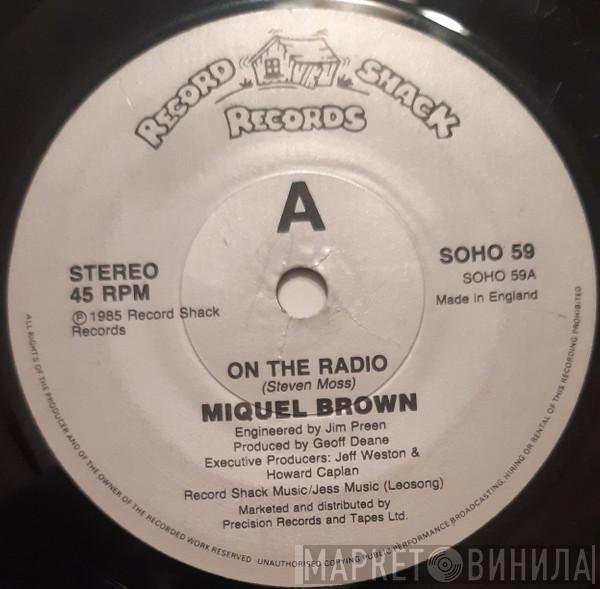 RECORD SHACK
RECORDS
A
STEREO
45 RPM
℗ 1985 Record Shack
Records
SOHO 59
SOHO 59A
Made in England
ON THE RADIO
(Steven Moss)
MIQUEL BROWN
Engineered by Jim Preen
Produced by Geoff Deane
Executive Producers: Jeff Weston &
Howard Caplan
Record Shack Music/Jess Music (Leosong)
Marketed and distributed by
Precision Records and Tapes Ltd.
ALL RIGHTS OF THE PRODUCER AND OF THE OWNER OF THE RECORDED WORK RESERVED · UNAUTHORISED COPYING PUBLIC PERFORMANCE BROADCASTING, HIRING OR RENTAL OF THIS RECORDING PROHIBITED
МАРКЕТ ВИНИЛА